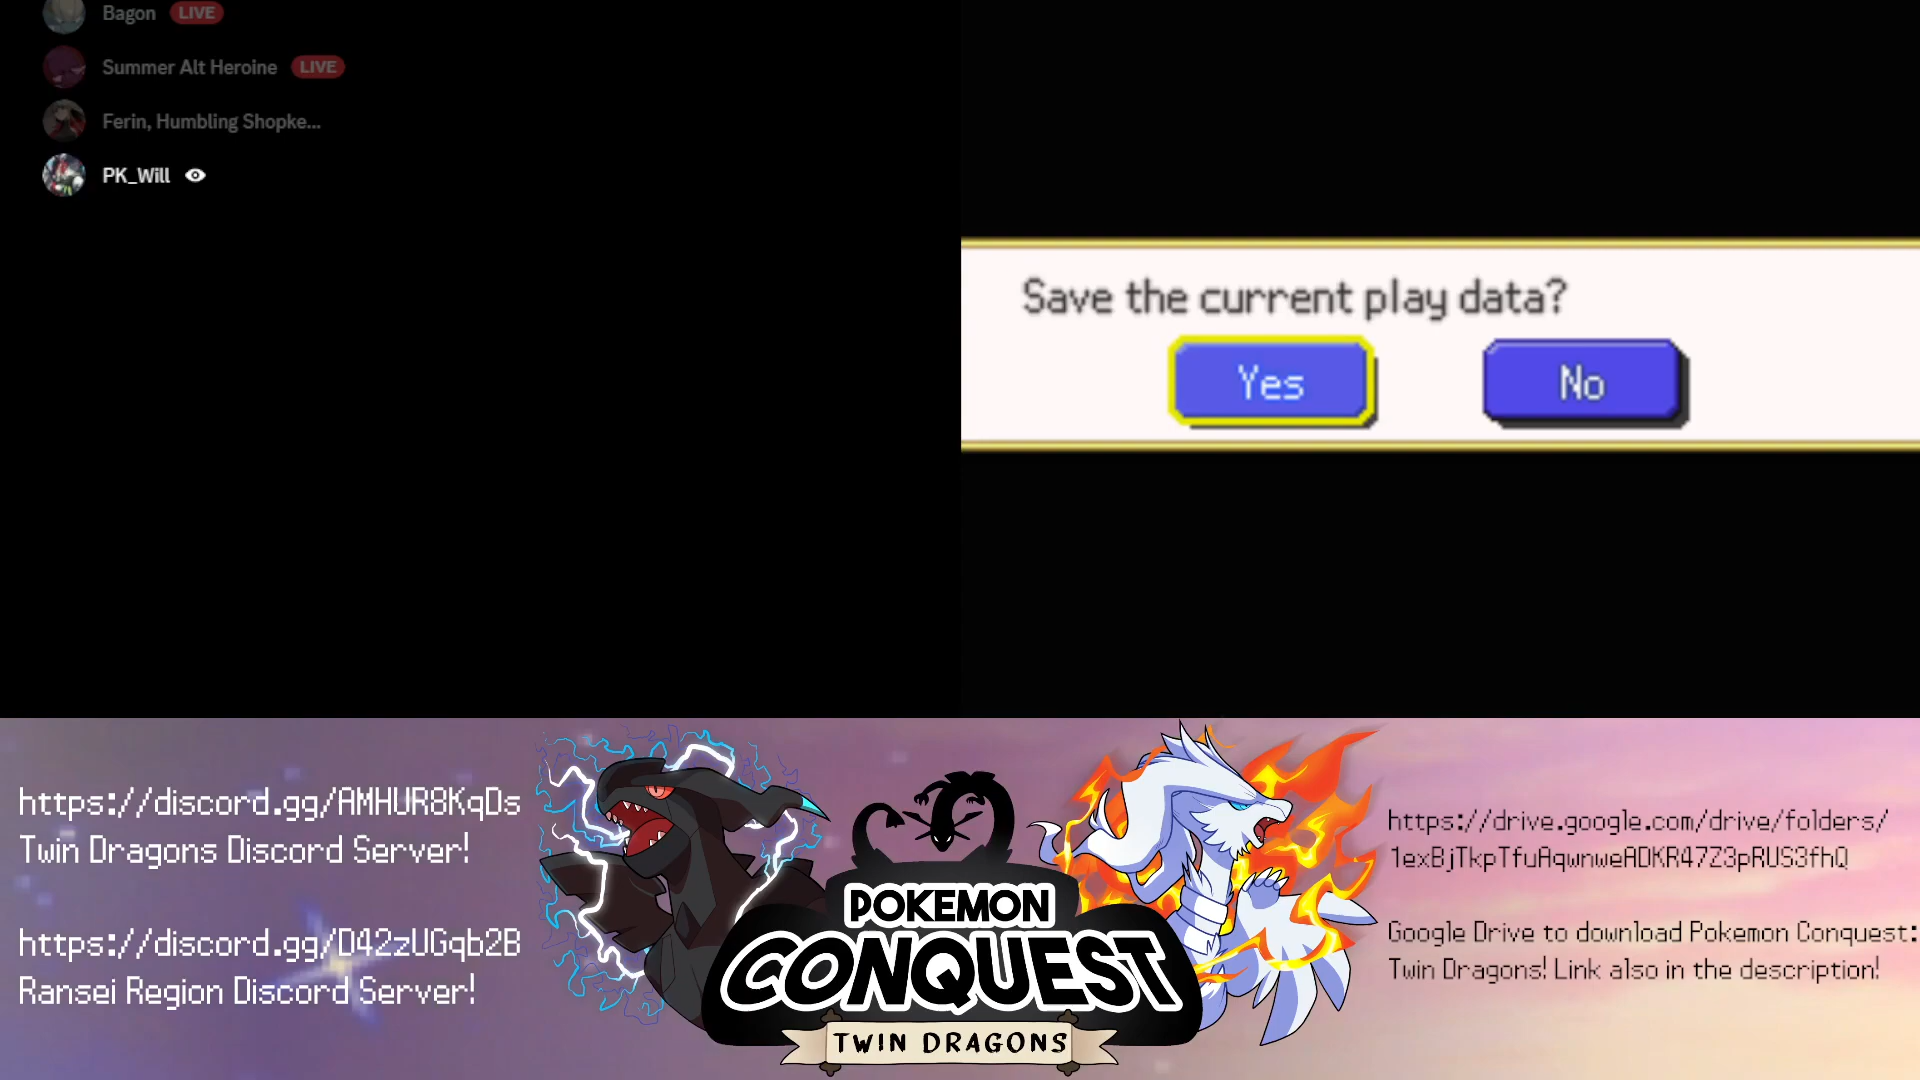 Bagon LIVE
Summer Alt Heroine LIVE
Ferin, Humbling Shopke...
PK_Will
Save the current play data?
Yes No
https://discord.gg/AMHUR8KqDs
Twin Dragons Discord Server!
https://discord.gg/D42zUGqb2B
Ransei Region Discord Server!
POKEMON
CONQUEST
TWIN DRAGONS
https://drive.google.com/drive/folders/
1exBjTkpTfuAqwnweADKR47Z3pRUS3fhQ
Google Drive to download Pokemon Conquest:
Twin Dragons! Link also in the description!